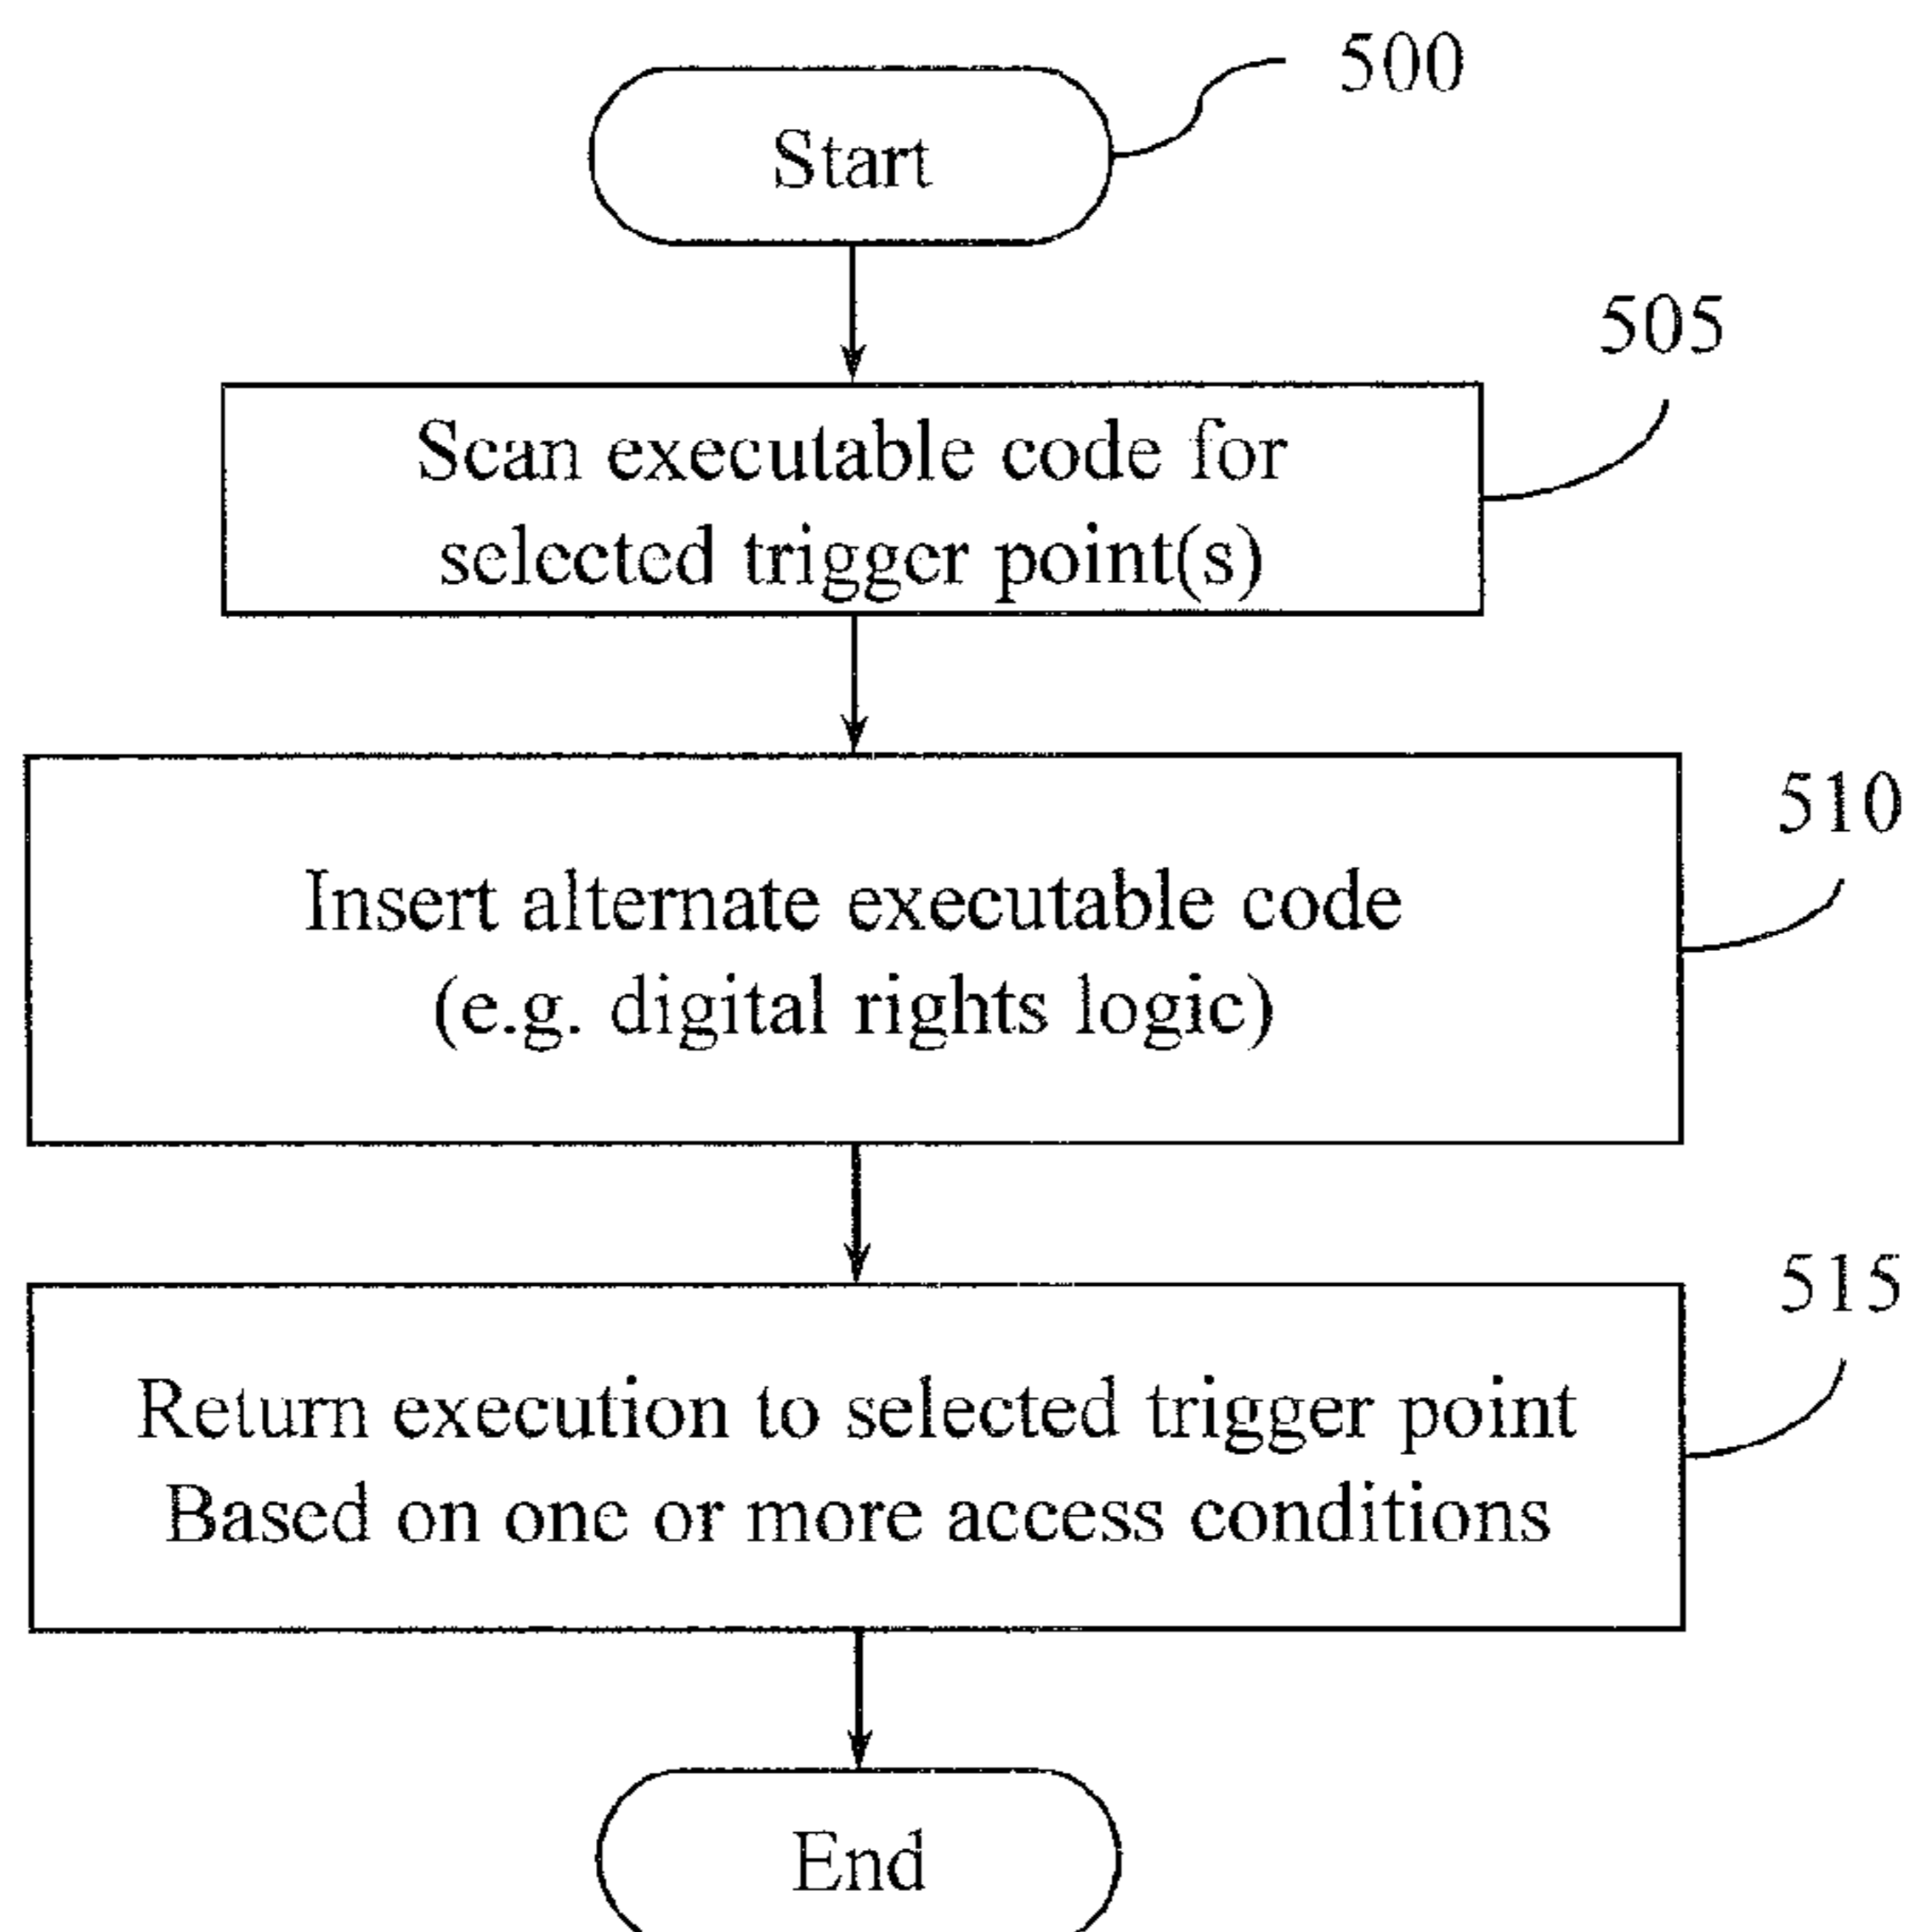 500
Start
505
Scan executable code for
selected trigger point(s)
510
Insert alternate executable code
(e.g. digital rights logic)
515
Return execution to selected trigger point
Based on one or more access conditions
End